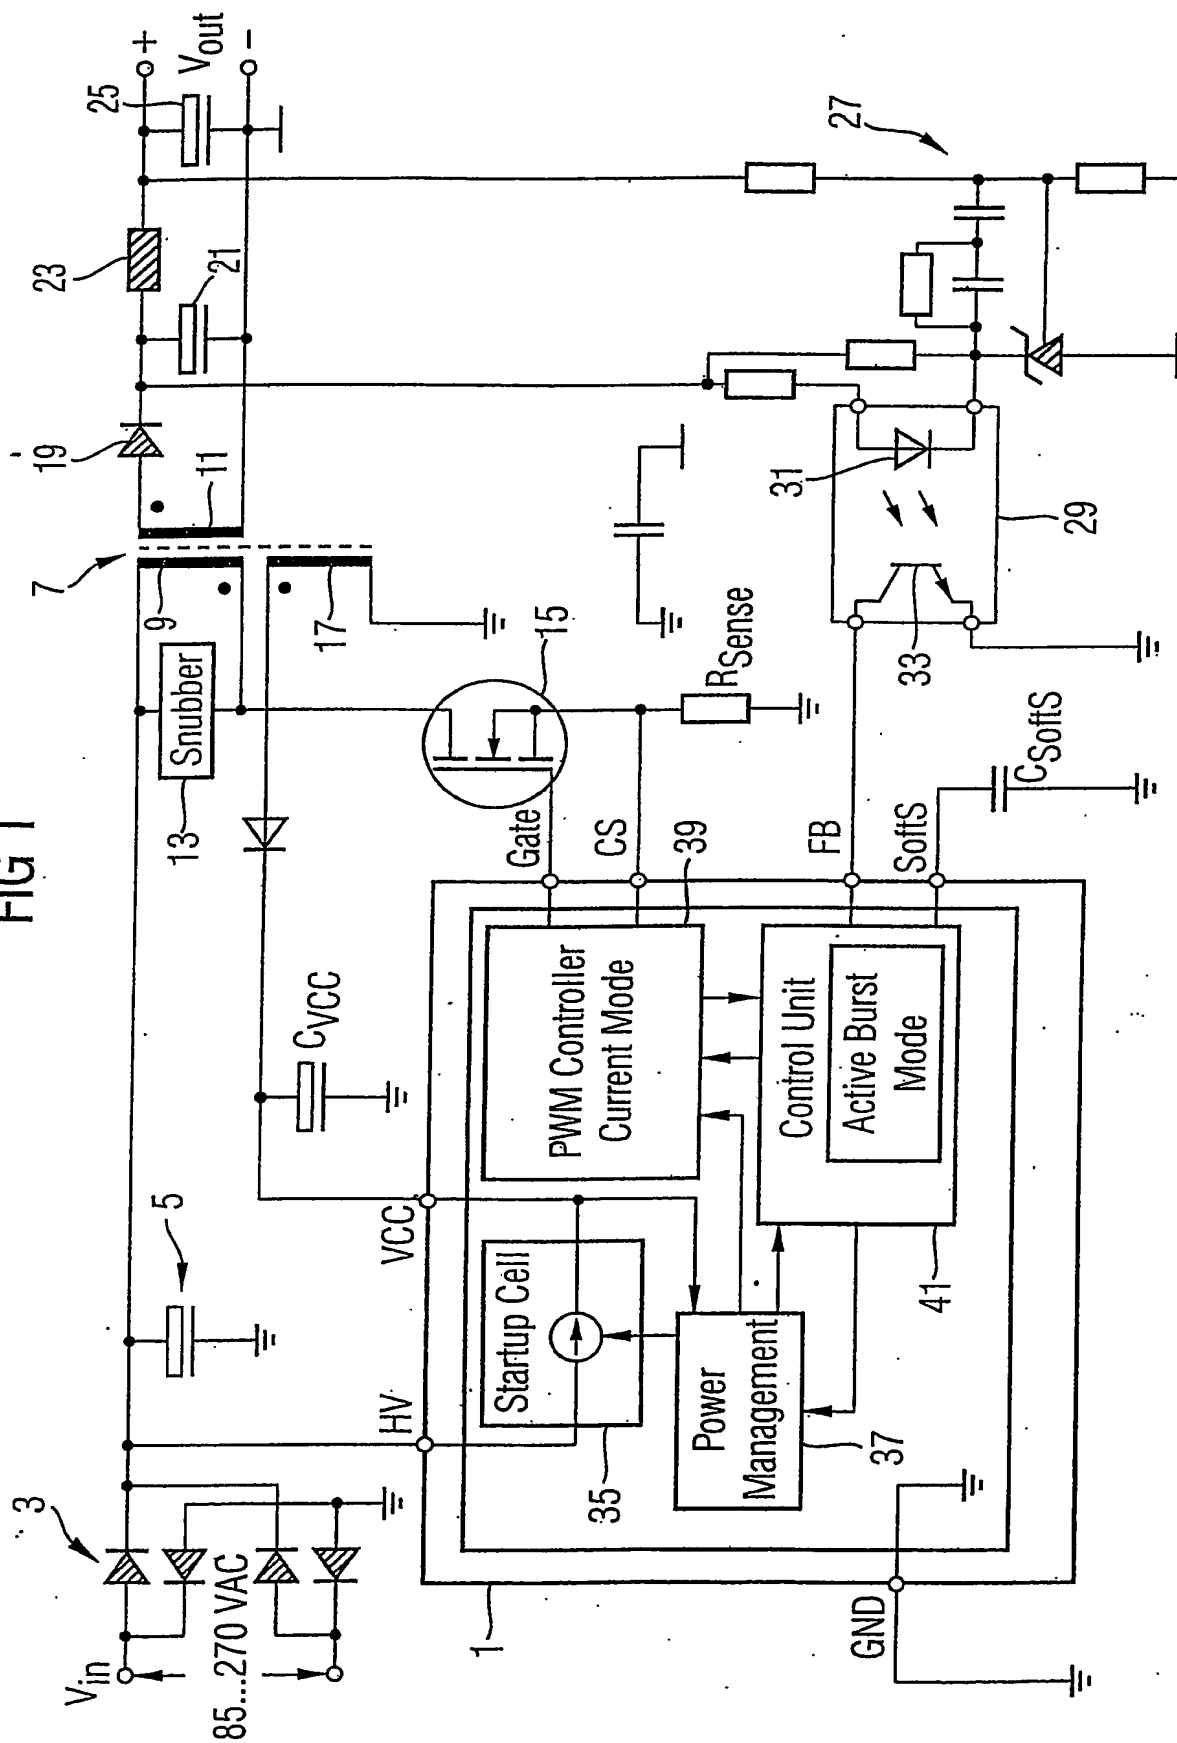 FIG 1
Vin
85...270 VAC
3
5
HV
VCC
CVCC
13
Snubber
7
9
11
17
19
21
23
25
+
Vout
-
15
Gate
CS
RSense
39
PWM Controller
Current Mode
Startup Cell
35
Power
Management
37
Control Unit
Active Burst
Mode
41
FB
SoftS
CSoftS
33
31
29
27
1
GND